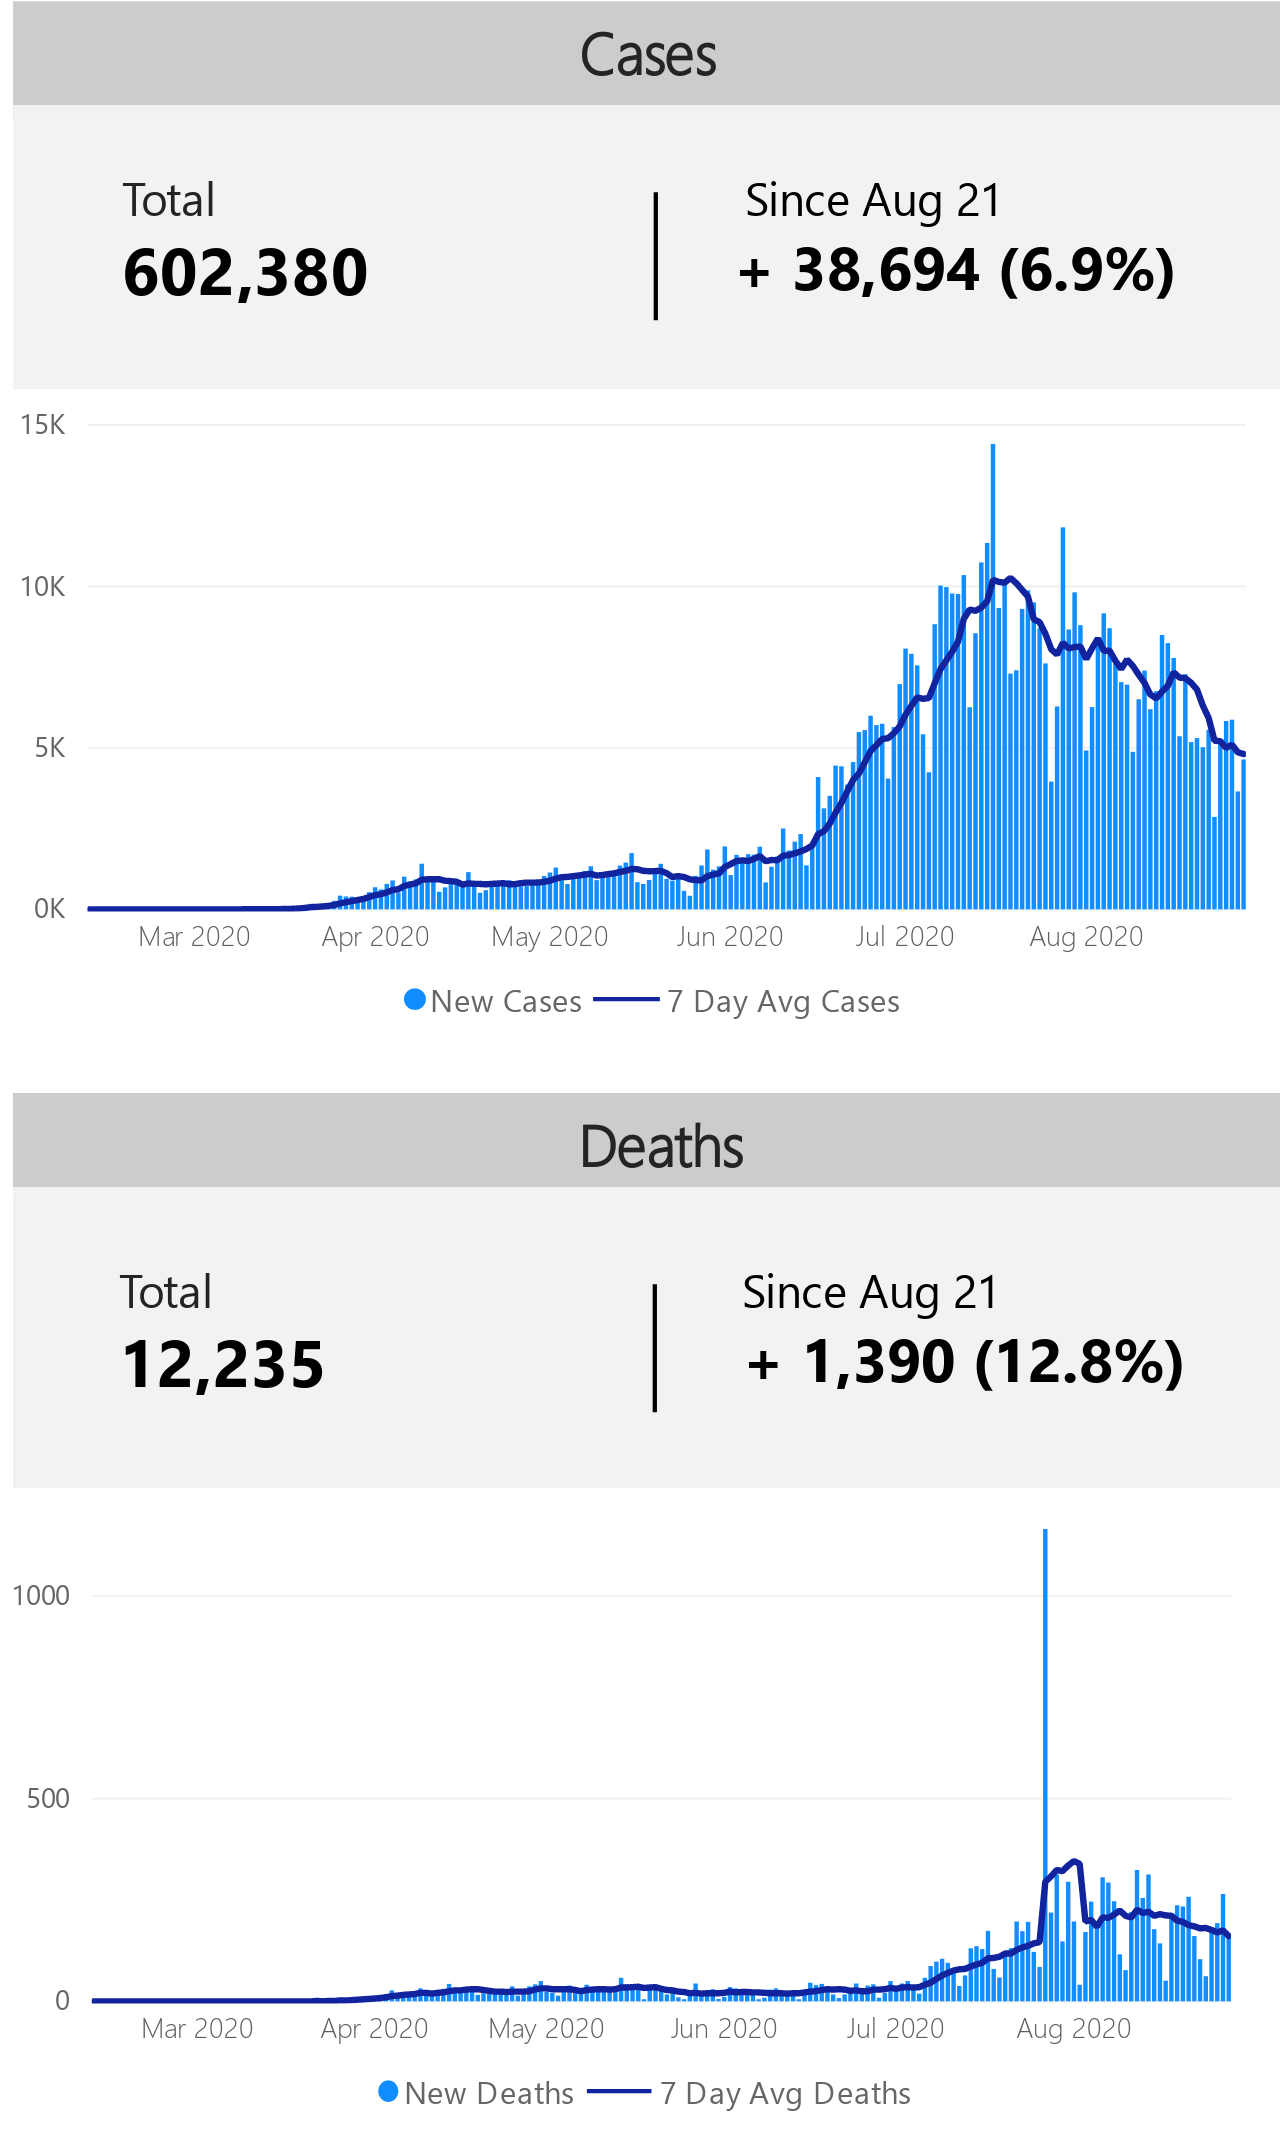 Cases
Total
Since Aug 21
602,380
+ 38,694 (6.9%)
15K
10K
5K
0K
Mar 2020
Apr 2020
May 2020
Jun 2020
Jul 2020
Aug 2020
New Cases
7 Day Avg Cases
Deaths
Total
Since Aug 21
12,235
+ 1,390 (12.8%)
1000
500
0
Mar 2020
Apr 2020
May 2020
Jun 2020
Jul 2020
Aug 2020
New Deaths
7 Day Avg Deaths